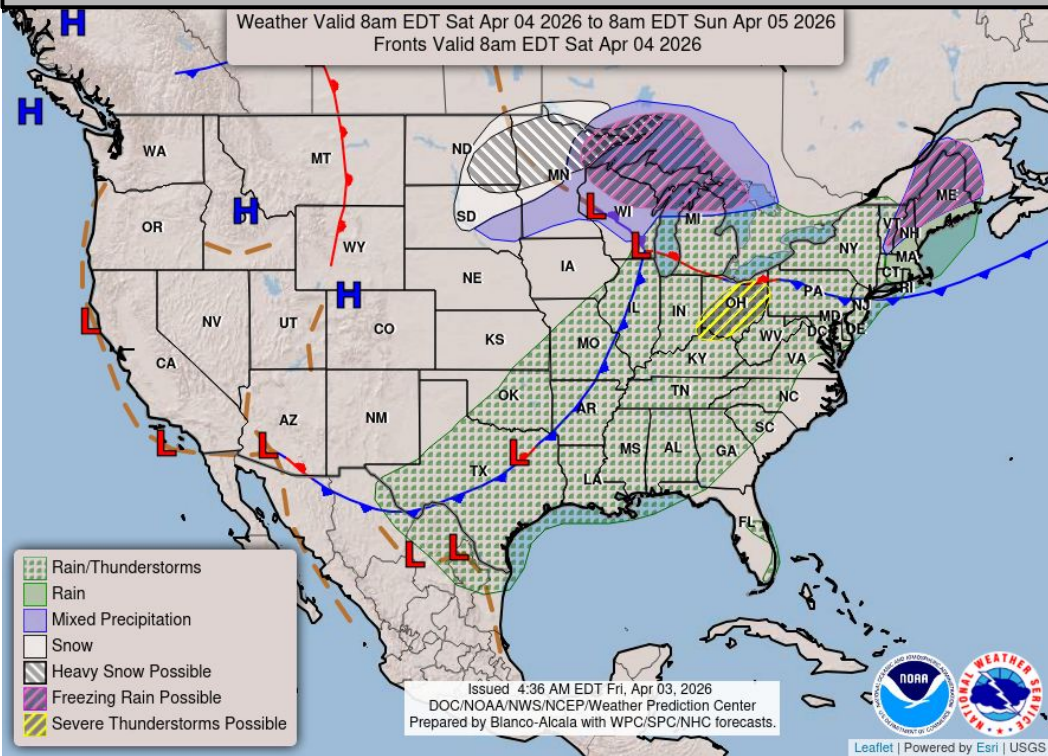 Weather Valid 8am EDT Sat Apr 04 2026 to 8am EDT Sun Apr 05 2026
Fronts Valid 8am EDT Sat Apr 04 2026
H
H
WA
MT
ND
MN
ME
OR
H
SD
L
WI
MI
VT
NH
WY
L
NY
MA
CT
RI
H
NE
IA
PA
NJ
L
NV
UT
CO
IL
IN
OH
MD
DC
DE
CA
KS
MO
WV
VA
KY
AZ
NM
OK
AR
TN
NC
L
L
TX
L
MS
AL
GA
SC
LA
FL
L
L
Rain/Thunderstorms
Rain
Mixed Precipitation
Snow
Heavy Snow Possible
Freezing Rain Possible
Severe Thunderstorms Possible
Issued 4:36 AM EDT Fri, Apr 03, 2026
DOC/NOAA/NWS/NCEP/Weather Prediction Center
Prepared by Blanco-Alcala with WPC/SPC/NHC forecasts.
NOAA
NATIONAL WEATHER SERVICE
Leaflet | Powered by Esri | USGS